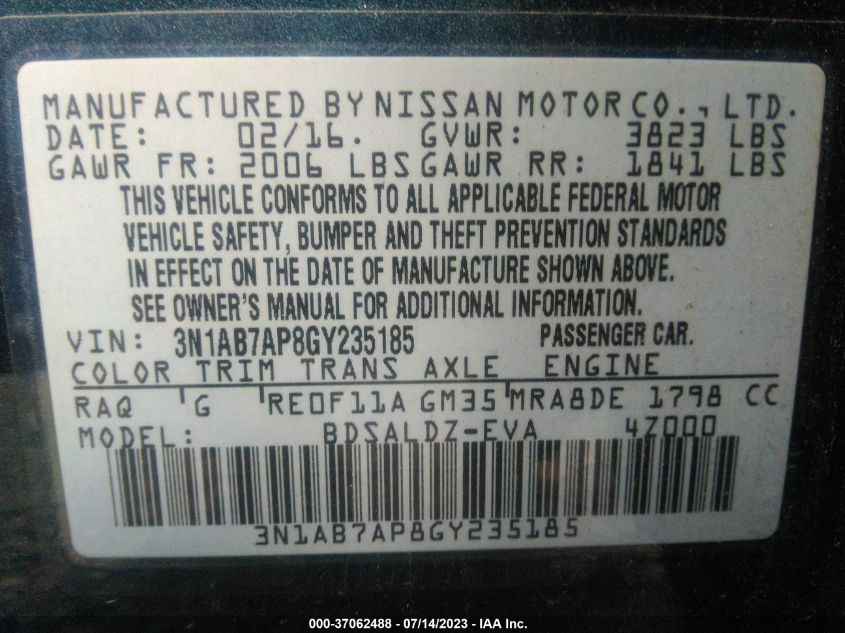 MANUFACTURED BY NISSAN MOTOR CO., LTD.
DATE: 02/16. GVWR: 3823 LBS
GAWR FR: 2006 LBS GAWR RR: 1841 LBS
THIS VEHICLE CONFORMS TO ALL APPLICABLE FEDERAL MOTOR
VEHICLE SAFETY, BUMPER AND THEFT PREVENTION STANDARDS
IN EFFECT ON THE DATE OF MANUFACTURE SHOWN ABOVE.
SEE OWNER'S MANUAL FOR ADDITIONAL INFORMATION.
VIN: 3N1AB7AP8GY235185 PASSENGER CAR.
COLOR TRIM TRANS AXLE ENGINE
RAQ G RE0F11A GM35 MRA8DE 1798 CC
MODEL: BDSALDZ-EVA 4Z000
3N1AB7AP8GY235185
000-37062488 - 07/14/2023 - IAA Inc.